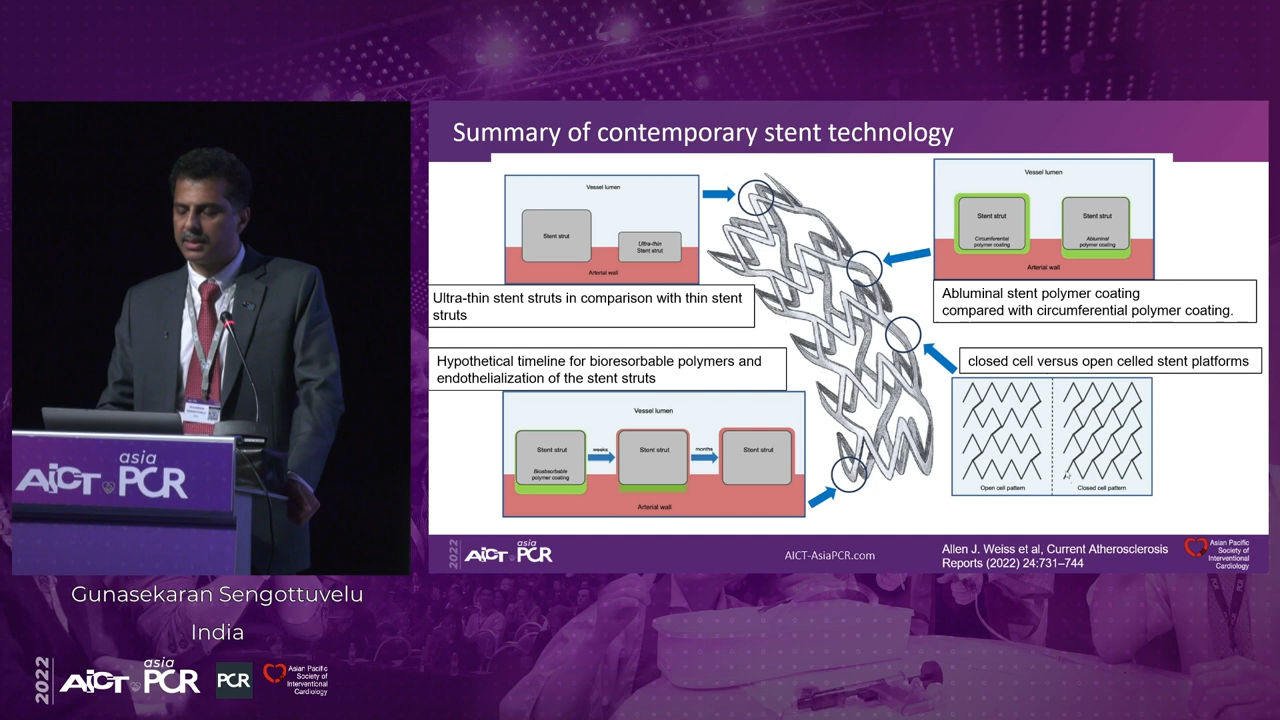 Summary of contemporary stent technology
Vessel lumen
Stent strut
Ultra-thin
Stent strut
Arterial wall
Ultra-thin stent struts in comparison with thin stent
struts
Vessel lumen
Stent strut
Circumferential
polymer coating
Stent strut
Abluminal
polymer coating
Arterial wall
Abluminal stent polymer coating
compared with circumferential polymer coating.
Hypothetical timeline for bioresorbable polymers and
endothelialization of the stent struts
Vessel lumen
Stent strut
Bioabsorbable
polymer coating
weeks
Stent strut
months
Stent strut
Arterial wall
closed cell versus open celled stent platforms
Open cell pattern
Closed cell pattern
2022
AICT
asia
PCR
AICT-AsiaPCR.com
Allen J. Weiss et al, Current Atherosclerosis
Reports (2022) 24:731–744
Asian Pacific
Society of
Interventional
Cardiology
AICT
asia
PCR
Gunasekaran Sengottuvelu
India
2022
AICT
asia
PCR
PCR
Asian Pacific
Society of
Interventional
Cardiology